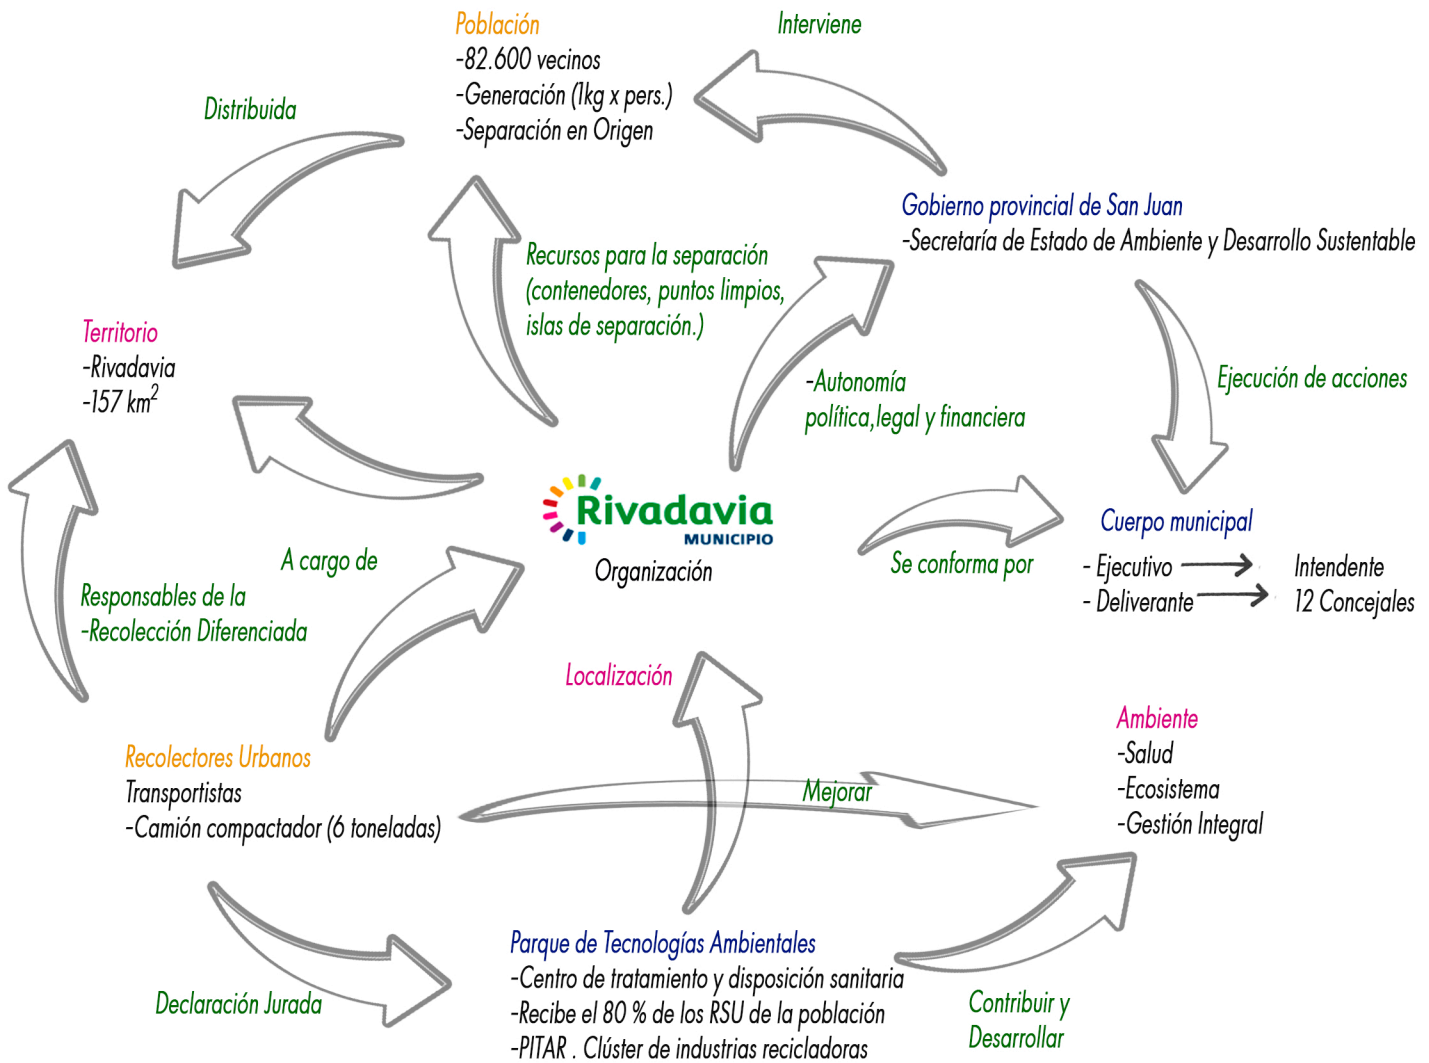 Población
-82.600 vecinos
-Generación (1kg x pers.)
-Separación en Origen
Interviene
Distribuida
Gobierno provincial de San Juan
-Secretaría de Estado de Ambiente y Desarrollo Sustentable
Recursos para la separación
(contenedores, puntos limpios,
islas de separación.)
Territorio
-Rivadavia
-157 km²
-Autonomía
política,legal y financiera
Ejecución de acciones
Rivadavia
MUNICIPIO
Organización
A cargo de
Se conforma por
Cuerpo municipal
- Ejecutivo Intendente
- Deliverante 12 Concejales
Responsables de la
-Recolección Diferenciada
Localización
Recolectores Urbanos
Transportistas
-Camión compactador (6 toneladas)
Mejorar
Ambiente
-Salud
-Ecosistema
-Gestión Integral
Declaración Jurada
Parque de Tecnologías Ambientales
-Centro de tratamiento y disposición sanitaria
-Recibe el 80 % de los RSU de la población
-PITAR . Clúster de industrias recicladoras
Contribuir y
Desarrollar